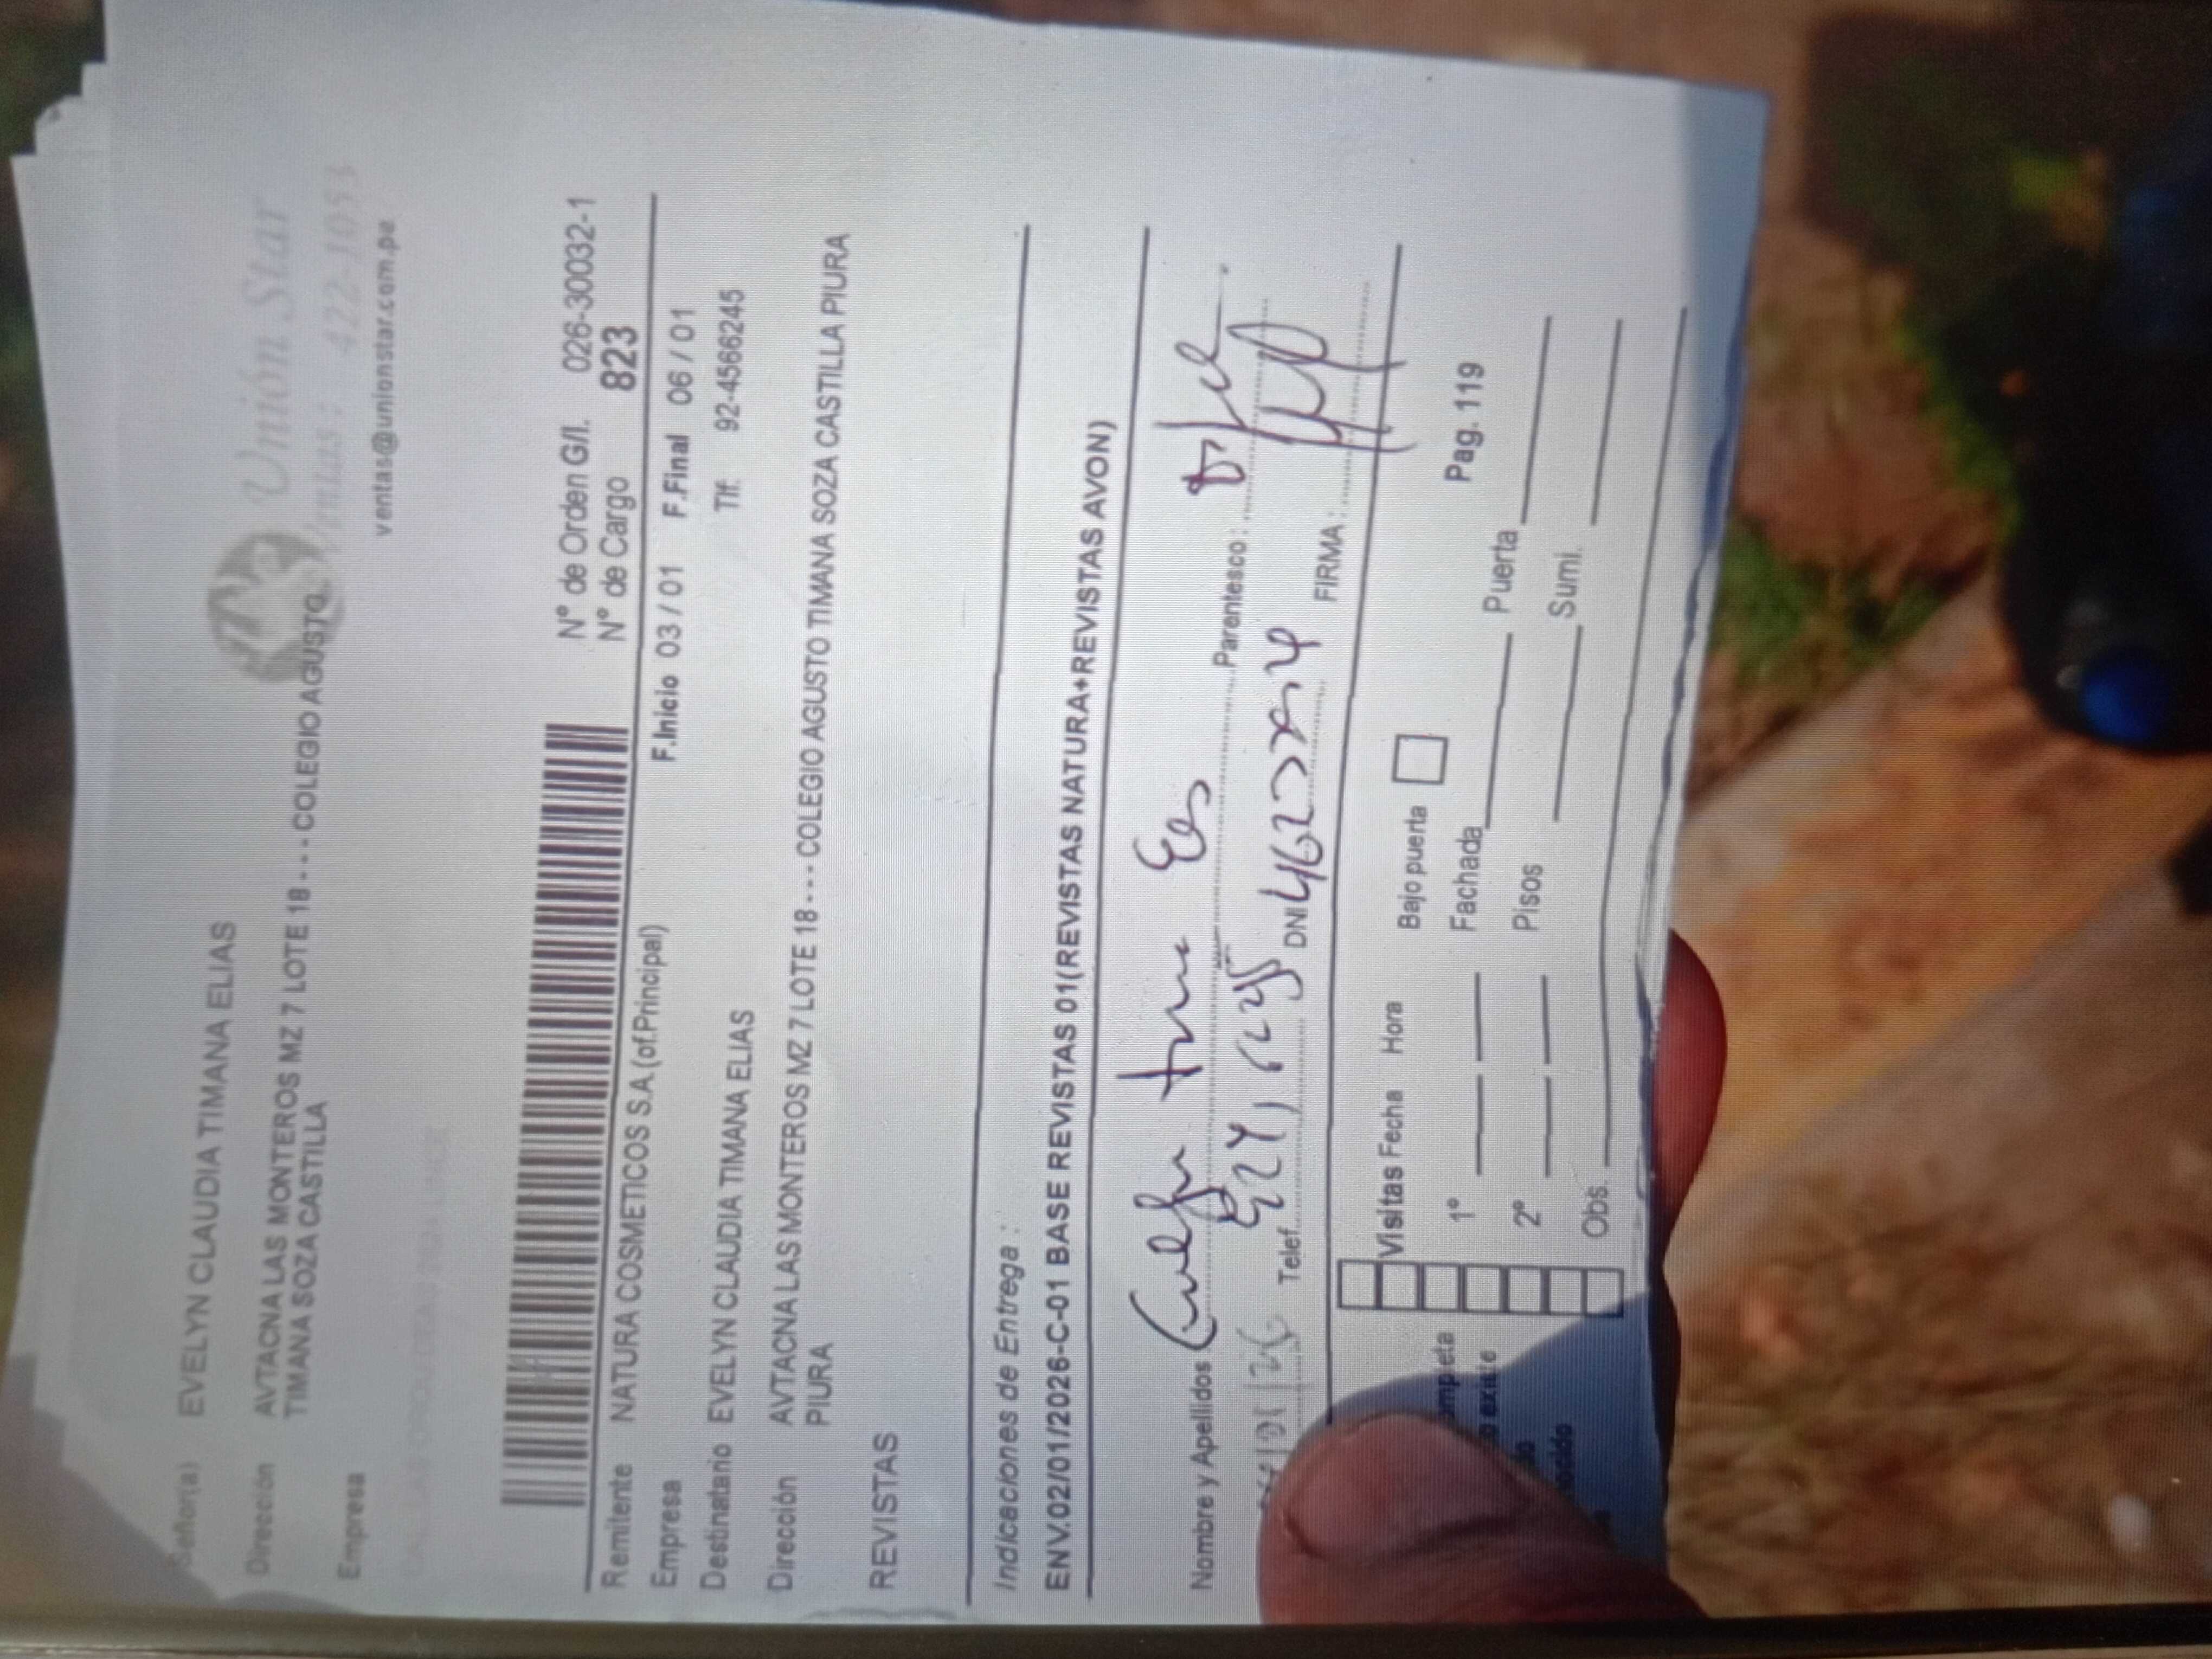 Señor(a) EVELYN CLAUDIA TIMANA ELIAS
Dirección AVTACNA LAS MONTEROS MZ 7 LOTE 18 - - - COLEGIO AGUSTO
TIMANA SOZA CASTILLA
Empresa
Unión Star
Ventas : 422-1053
ventas@unionstar.com.pe
N° de Orden G/I. 026-30032-1
N° de Cargo 823
Remitente NATURA COSMETICOS S.A.(of.Principal)
F.Inicio 03 / 01 F.Final 06 / 01
Empresa
Tlf: 92-4566245
Destinatario EVELYN CLAUDIA TIMANA ELIAS
Dirección AVTACNA LAS MONTEROS MZ 7 LOTE 18 - - - COLEGIO AGUSTO TIMANA SOZA CASTILLA PIURA
PIURA
REVISTAS
Indicaciones de Entrega :
ENV.02/01/2026-C-01 BASE REVISTAS 01(REVISTAS NATURA+REVISTAS AVON)
Nombre y Apellidos
Parentesco :
Telef. DNI FIRMA :
Visitas Fecha Hora Bajo puerta Pag. 119
1° Fachada Puerta
2° Pisos Sumi.
Obs.